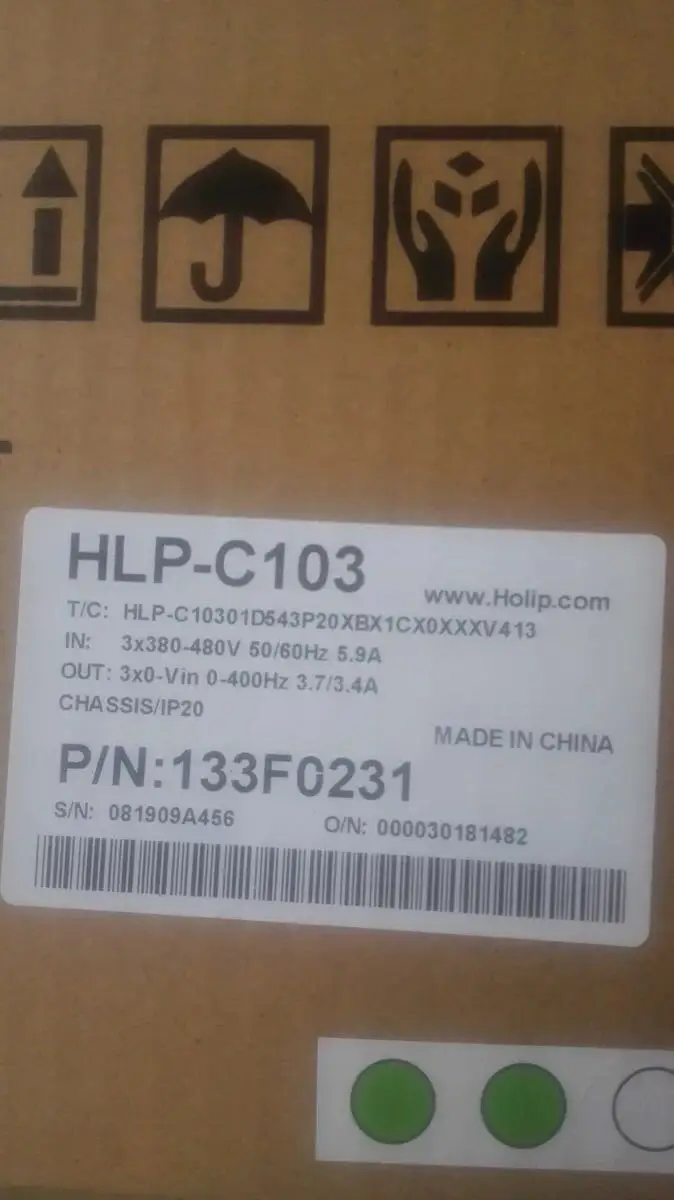 HLP-C103
www.Holip.com
T/C: HLP-C10301D543P20XBX1CX0XXXV413
IN: 3x380-480V 50/60Hz 5.9A
OUT: 3x0-Vin 0-400Hz 3.7/3.4A
CHASSIS/IP20
MADE IN CHINA
P/N:133F0231
S/N: 081909A456
O/N: 000030181482